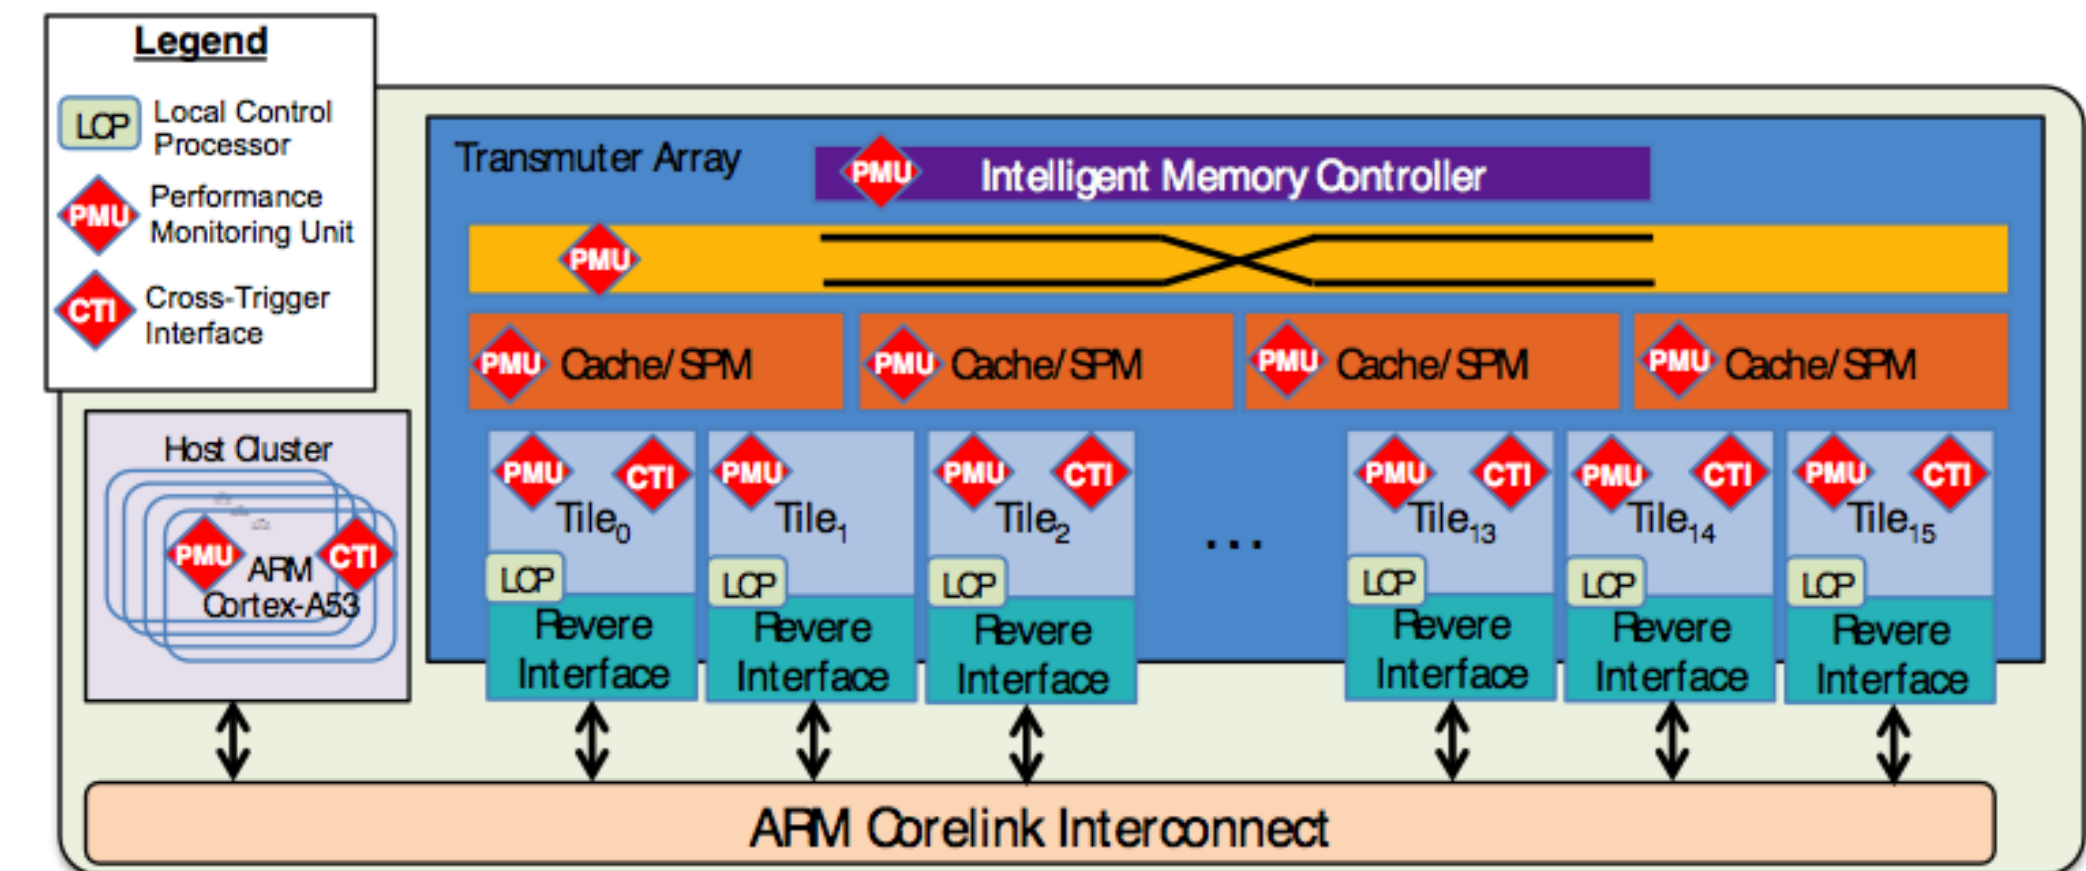 Legend
LCP
Local Control
Processor
PMU
Performance
Monitoring Unit
CTI
Cross-Trigger
Interface
Transmuter Array
PMU
Intelligent Memory Controller
PMU
PMU Cache/SPM
PMU Cache/SPM
PMU Cache/SPM
PMU Cache/SPM
Host Cluster
PMU
CTI
ARM
Cortex-A53
PMU CTI
Tile0
LCP
Revere
Interface
PMU
Tile1
LCP
Revere
Interface
PMU CTI
Tile2
LCP
Revere
Interface
...
PMU CTI
Tile13
LCP
Revere
Interface
PMU CTI
Tile14
LCP
Revere
Interface
PMU CTI
Tile15
LCP
Revere
Interface
ARM Corelink Interconnect